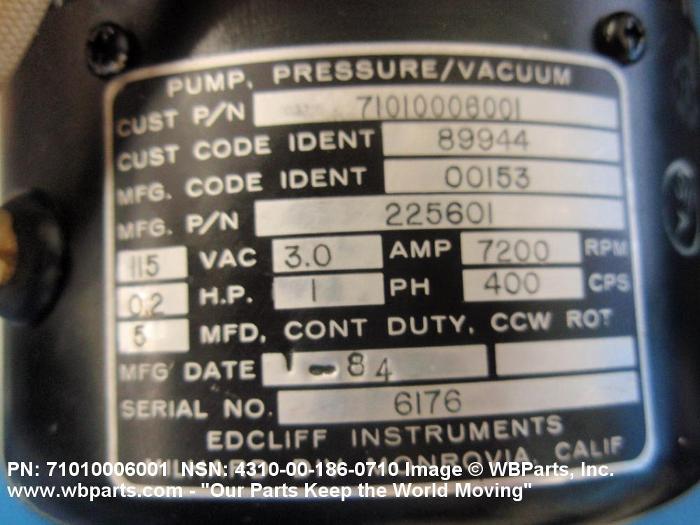 PUMP, PRESSURE/VACUUM
CUST P/N 71010006001
CUST CODE IDENT 89944
MFG. CODE IDENT 00153
MFG. P/N 225601
115 VAC 3.0 AMP 7200 RPM
0.2 H.P. 1 PH 400 CPS
5 MFD, CONT DUTY, CCW ROT
MFG DATE 84
SERIAL NO. 6176
EDCLIFF INSTRUMENTS
DIV. MONROVIA, CALIF
PN: 71010006001 NSN: 4310-00-186-0710 Image © WBParts, Inc.
www.wbparts.com - "Our Parts Keep the World Moving"